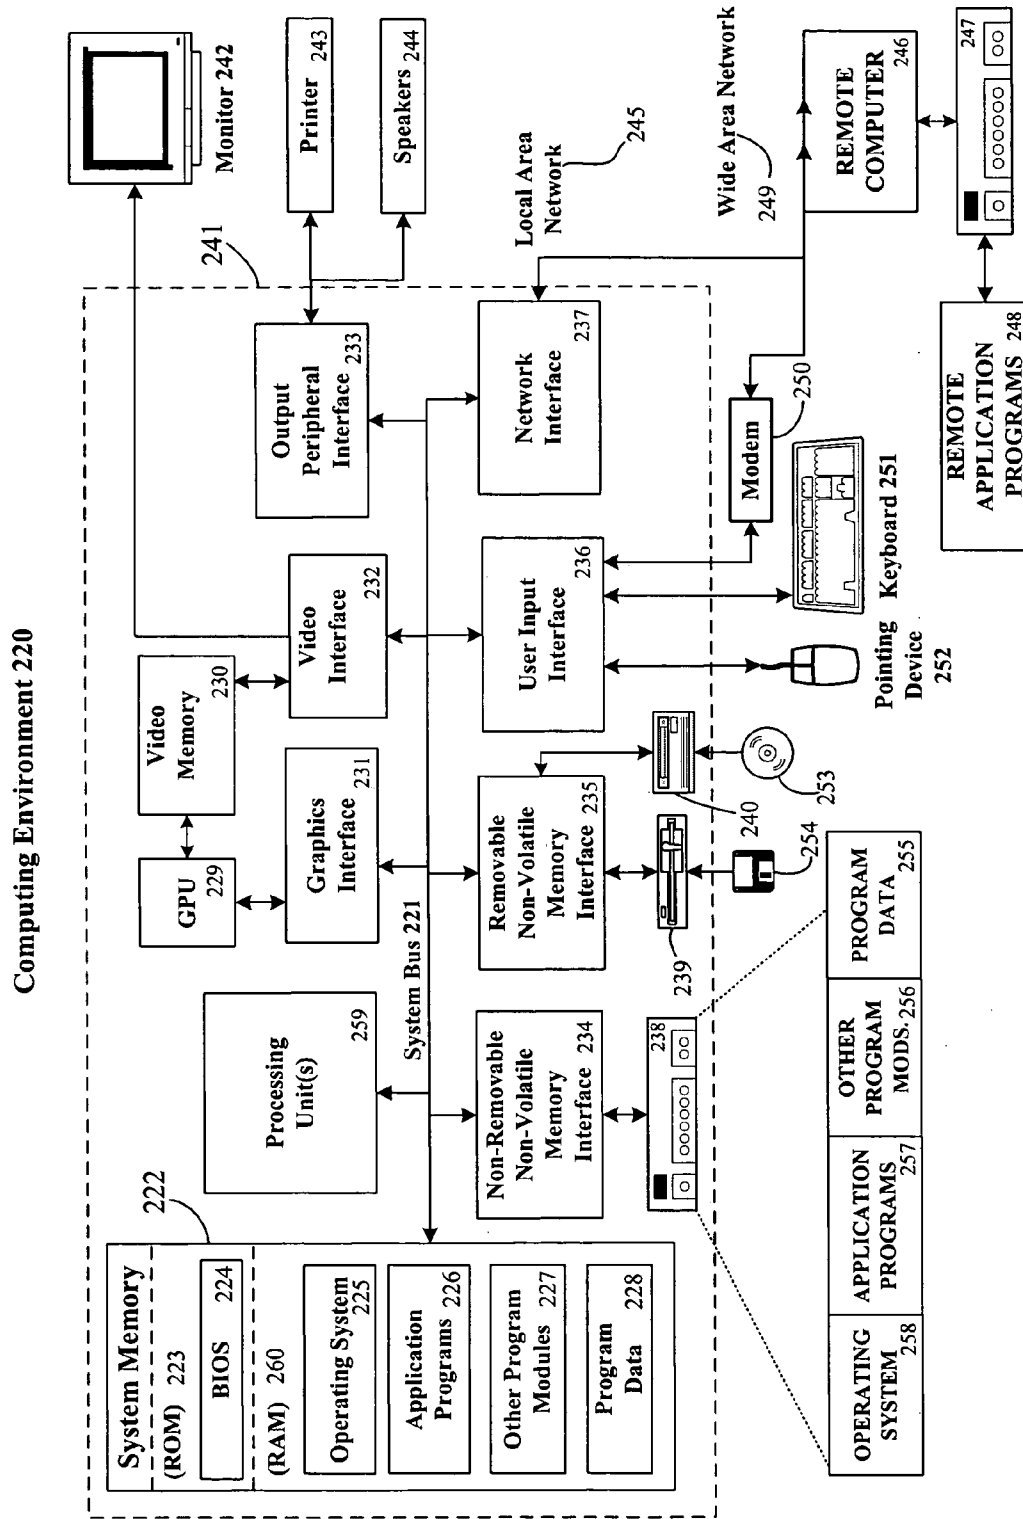 Computing Environment 220
241
222
System Memory
(ROM) 223
BIOS 224
(RAM) 260
Operating System
225
Application
Programs 226
Other Program
Modules 227
Program
Data 228
Processing
Unit(s)
259
System Bus 221
GPU
229
Video
Memory
230
Graphics
Interface
231
Video
Interface
232
Output
Peripheral
Interface 233
Monitor 242
Printer
243
Speakers
244
Non-Removable
Non-Volatile
Memory
Interface 234
Removable
Non-Volatile
Memory
Interface 235
User Input
Interface
236
Network
Interface
237
Local Area
Network
245
Wide Area Network
249
238
239
240
254
253
Pointing
Device
252
Keyboard 251
Modem
250
REMOTE
COMPUTER
246
247
REMOTE
APPLICATION
PROGRAMS 248
OPERATING
SYSTEM
258
APPLICATION
PROGRAMS
257
OTHER
PROGRAM
MODS. 256
PROGRAM
DATA
255